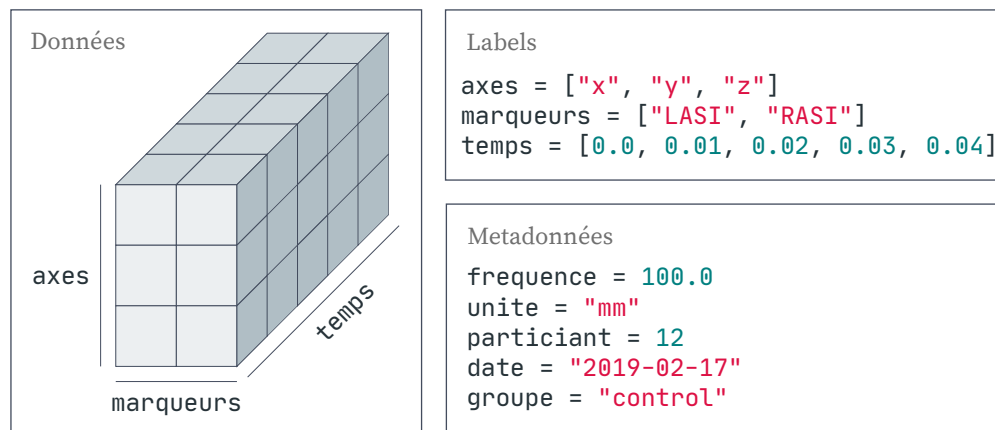 Données
axes
marqueurs
temps
Labels
axes = ["x", "y", "z"]
marqueurs = ["LASI", "RASI"]
temps = [0.0, 0.01, 0.02, 0.03, 0.04]
Metadonnées
frequence = 100.0
unite = "mm"
particiant = 12
date = "2019-02-17"
groupe = "control"